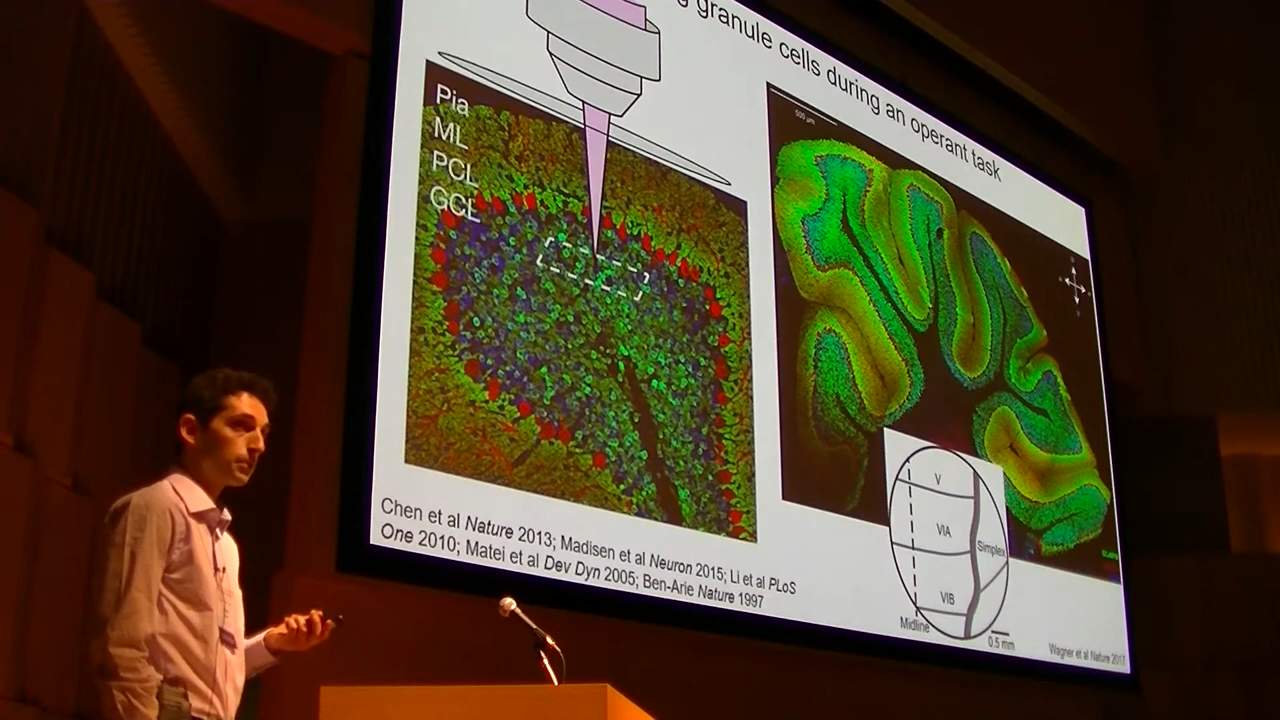 granule cells during an operant task
Pia
ML
PCL
GCL
500 µm
V
VIA
Simplex
VIB
Midline
0.5 mm
Chen et al Nature 2013; Madisen et al Neuron 2015; Li et al PLoS
One 2010; Matei et al Dev Dyn 2005; Ben-Arie Nature 1997
Wagner et al Nature 2017